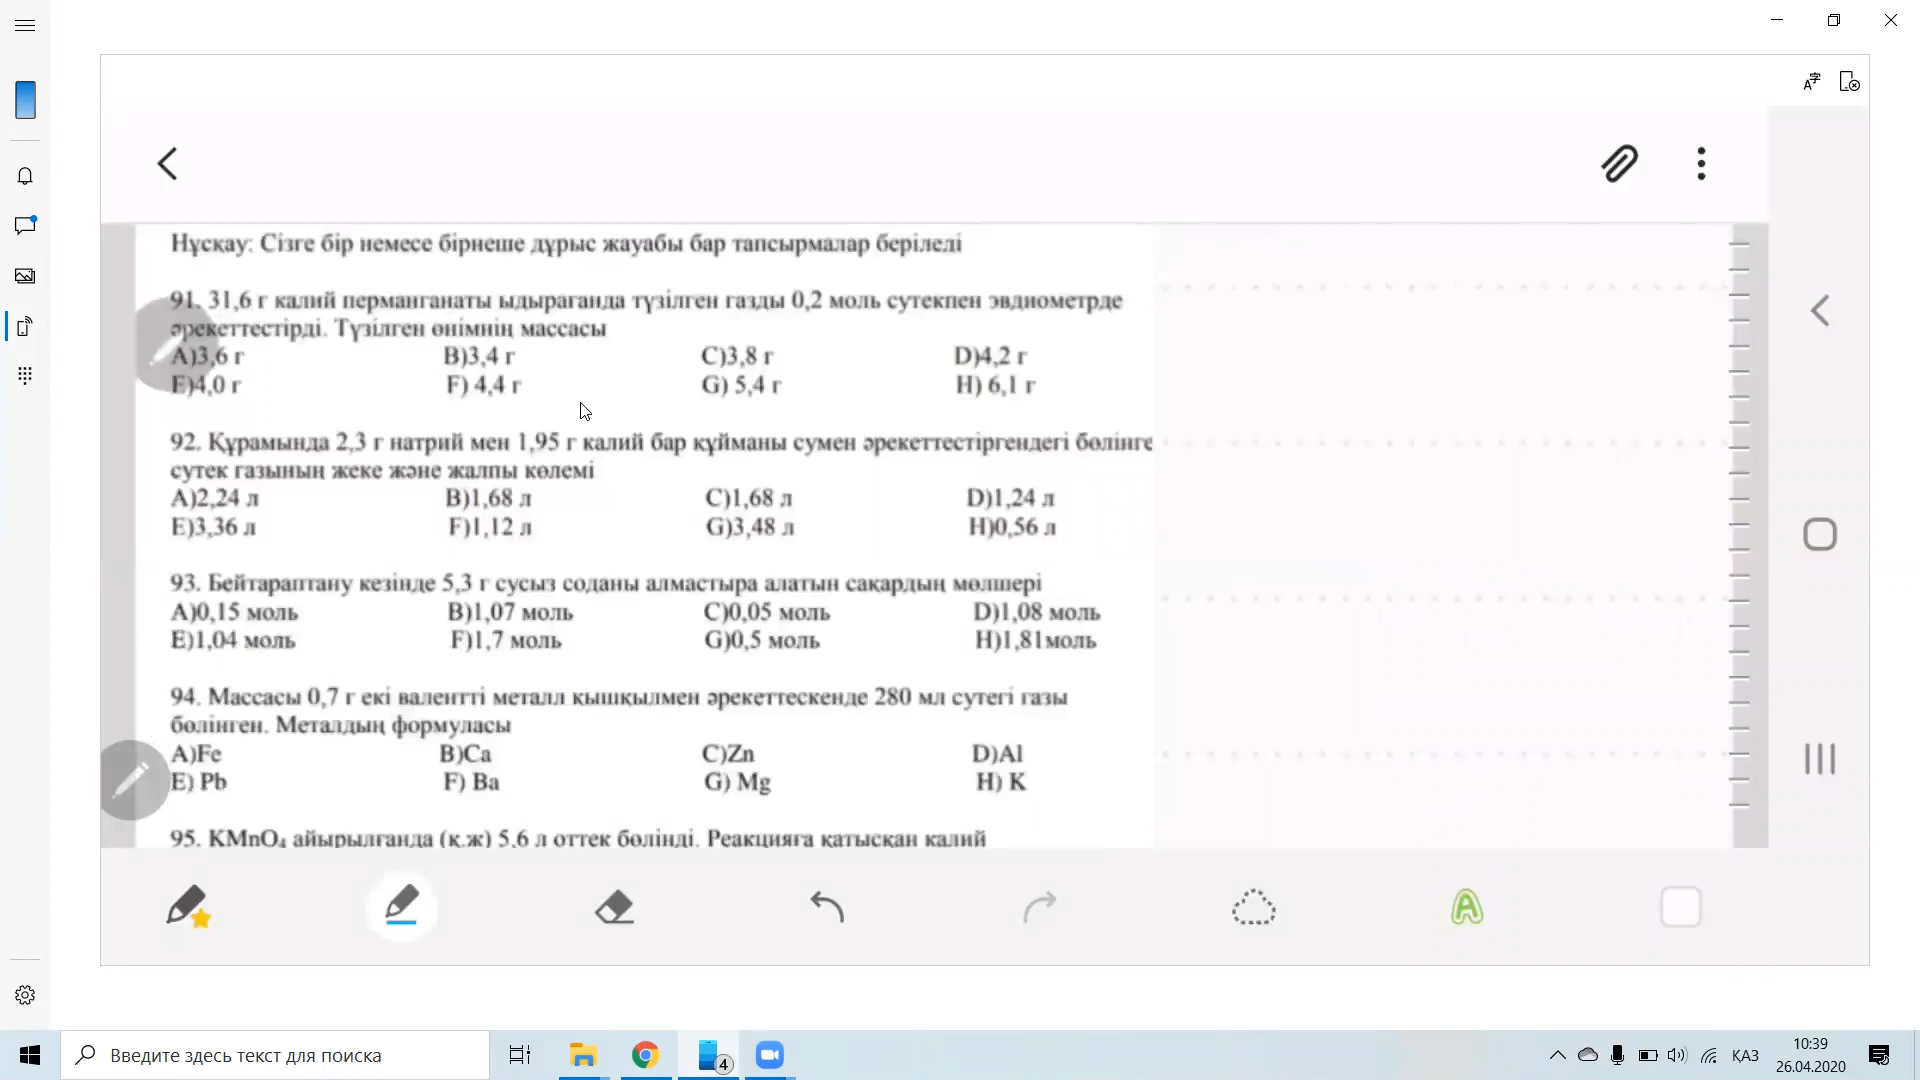 Нұсқау: Сізге бір немесе бірнеше дұрыс жауабы бар тапсырмалар беріледі
91. 31,6 г калий перманганаты ыдырағанда түзілген газды 0,2 моль сутекпен эвдиометрде
әрекеттестірді. Түзілген өнімнің массасы
A)3,6 г B)3,4 г C)3,8 г D)4,2 г
E)4,0 г F) 4,4 г G) 5,4 г H) 6,1 г
92. Құрамында 2,3 г натрий мен 1,95 г калий бар құйманы сумен әрекеттестіргендегі бөлінге
сутек газының жеке және жалпы көлемі
A)2,24 л B)1,68 л C)1,68 л D)1,24 л
E)3,36 л F)1,12 л G)3,48 л H)0,56 л
93. Бейтараптану кезінде 5,3 г сусыз соданы алмастыра алатын сақардың мөлшері
A)0,15 моль B)1,07 моль C)0,05 моль D)1,08 моль
E)1,04 моль F)1,7 моль G)0,5 моль H)1,81моль
94. Массасы 0,7 г екі валентті металл қышқылмен әрекеттескенде 280 мл сутегі газы
бөлінген. Металдың формуласы
A)Fe B)Ca C)Zn D)Al
E) Pb F) Ba G) Mg H) K
95. KMnO₄ айырылғанда (қ.ж) 5,6 л оттек бөлінді. Реакцияға қатысқан калий
A
Введите здесь текст для поиска
4
ҚАЗ
10:39
26.04.2020